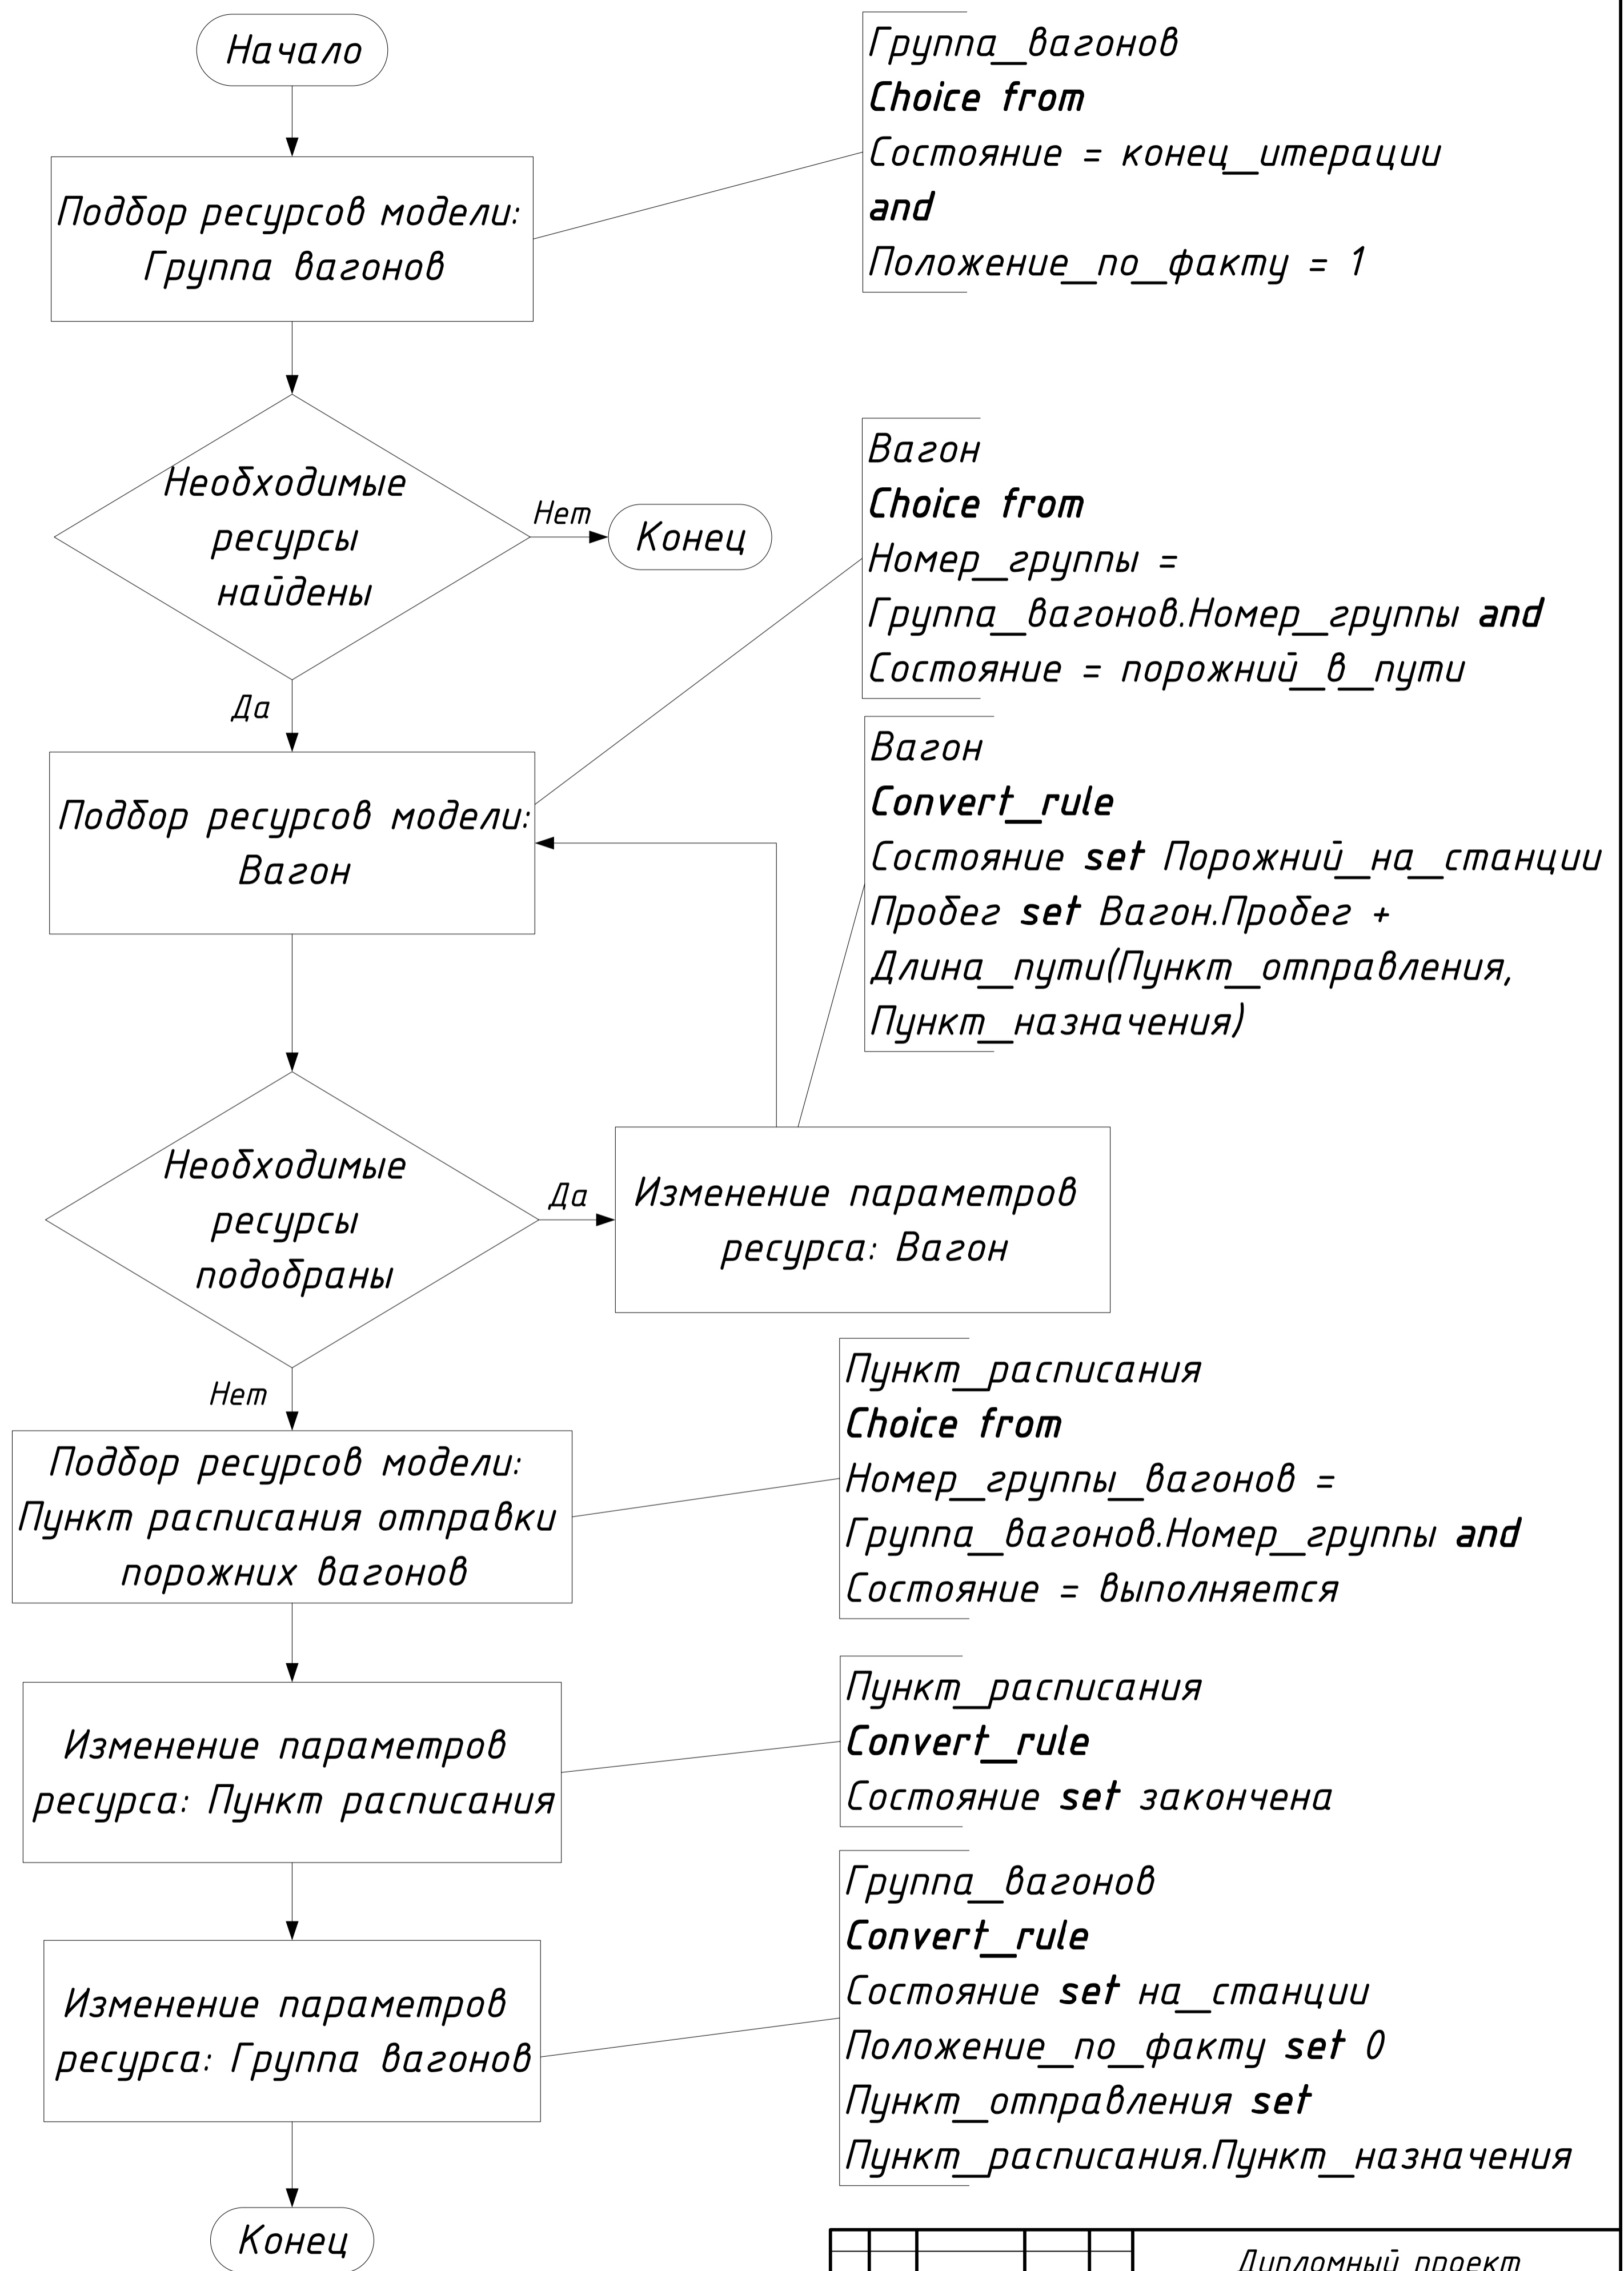 Начало
Группа_вагонов
Choice from
Состояние = конец_итерации
and
Положение_по_факту = 1
Подбор ресурсов модели:
Группа вагонов
Необходимые
ресурсы
найдены
Нет
Конец
Да
Вагон
Choice from
Номер_группы =
Группа_вагонов.Номер_группы and
Состояние = порожний_в_пути
Подбор ресурсов модели:
Вагон
Вагон
Convert_rule
Состояние set Порожний_на_станции
Пробег set Вагон.Пробег +
Длина_пути(Пункт_отправления,
Пункт_назначения)
Необходимые
ресурсы
подобраны
Да
Изменение параметров
ресурса: Вагон
Нет
Подбор ресурсов модели:
Пункт расписания отправки
порожних вагонов
Пункт_расписания
Choice from
Номер_группы_вагонов =
Группа_вагонов.Номер_группы and
Состояние = выполняется
Изменение параметров
ресурса: Пункт расписания
Пункт_расписания
Convert_rule
Состояние set закончена
Изменение параметров
ресурса: Группа вагонов
Группа_вагонов
Convert_rule
Состояние set на_станции
Положение_по_факту set 0
Пункт_отправления set
Пункт_расписания.Пункт_назначения
Конец
Дипломный проект